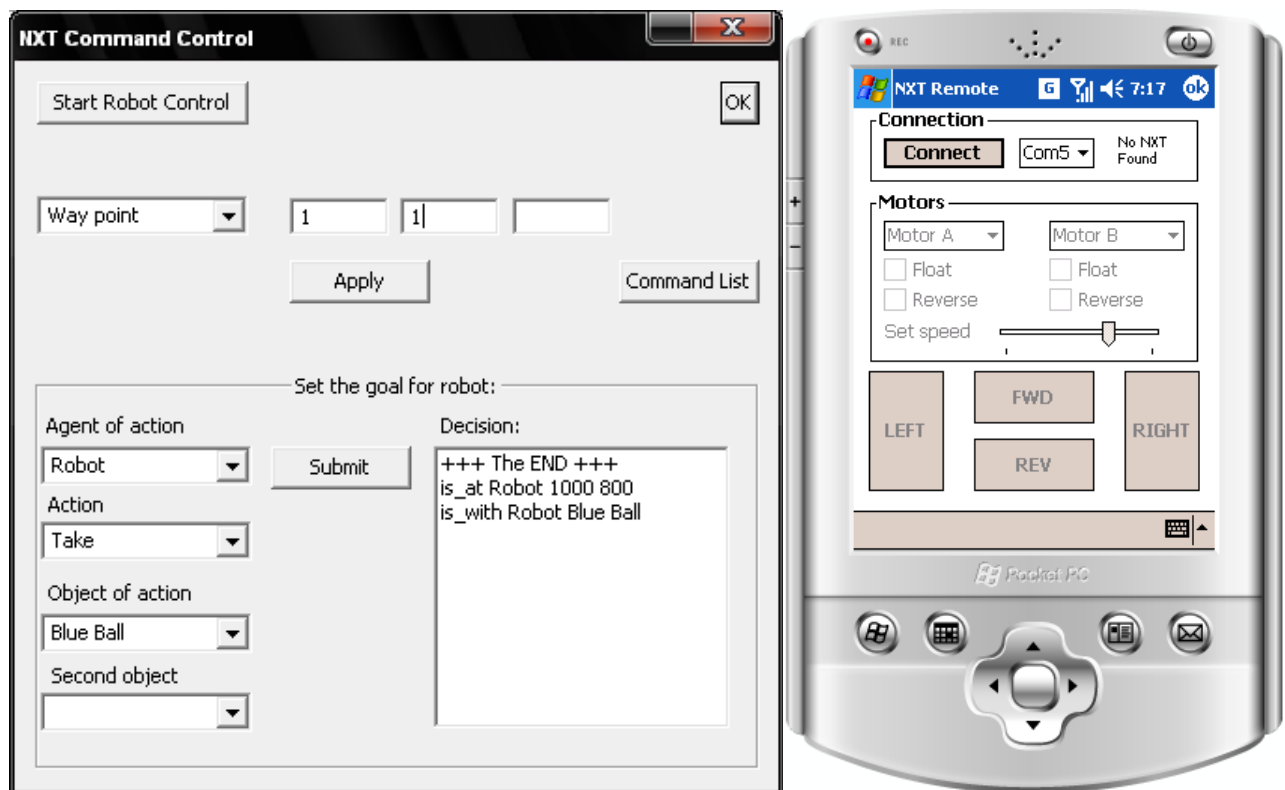 NXT Command Control
X
Start Robot Control
OK
Way point
1
1
Apply
Command List
Set the goal for robot:
Agent of action
Decision:
Robot
Submit
+++ The END +++
is_at Robot 1000 800
is_with Robot Blue Ball
Action
Take
Object of action
Blue Ball
Second object
REC
NXT Remote
G
7:17
ok
Connection
Connect
Com5
No NXT
Found
+
-
Motors
Motor A
Motor B
Float
Float
Reverse
Reverse
Set speed
LEFT
FWD
REV
RIGHT
Pocket PC